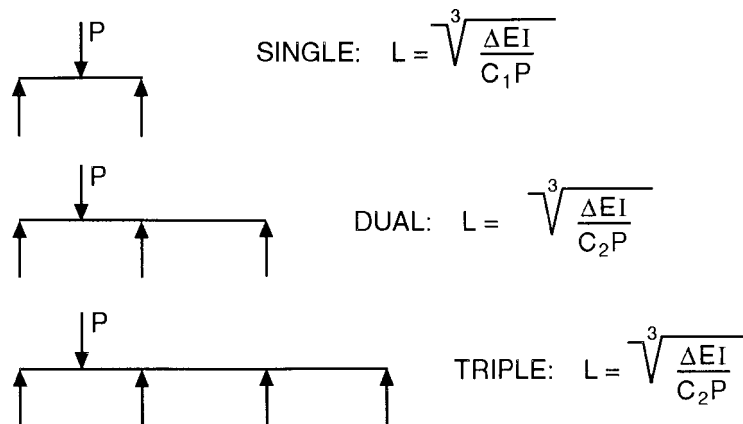 P
SINGLE: L = ∛(ΔEI / C₁P)
P
DUAL: L = ∛(ΔEI / C₂P)
P
TRIPLE: L = ∛(ΔEI / C₂P)